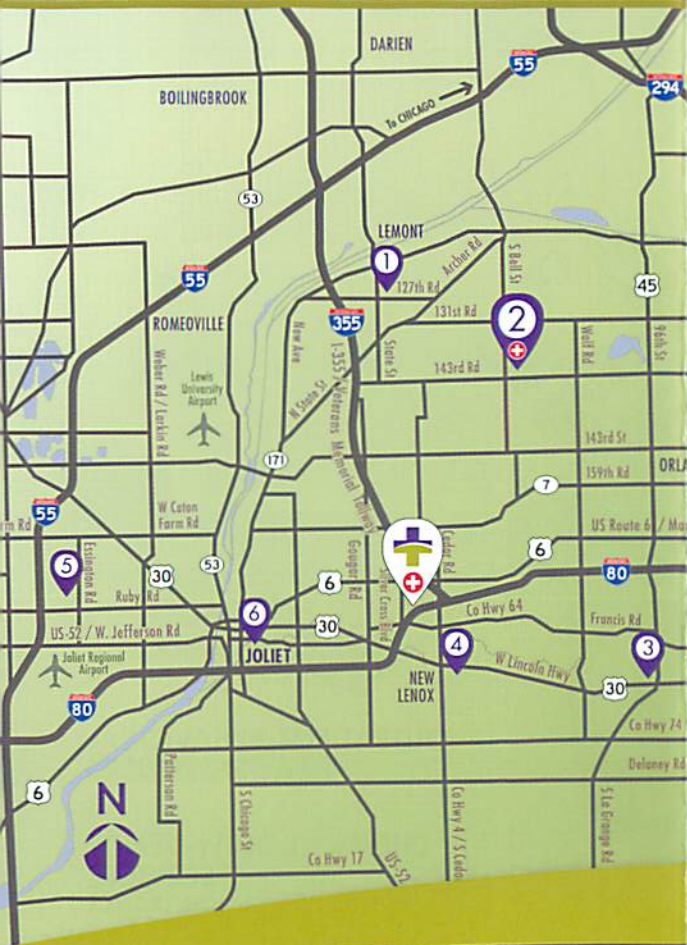 DARIEN
55
294
BOILINGBROOK
To CHICAGO
53
LEMONT
1
Archer Rd
S Bell St
127th Rd
55
45
131st Rd
2
355
ROMEOVILLE
New Ave
State St
Wolf Rd
96th St
I-355 / Veterans Memorial Tollway
Weber Rd / Larkin Rd
Lewis
University
Airport
143rd Rd
N State St
143rd St
171
159th Rd
ORLA
7
55
W Caton
Farm Rd
rm Rd
US Route 6 / Ma
Cedar Rd
6
53
5
Essington Rd
30
Gougar Rd
Silver Cross Blvd
80
6
Ruby Rd
Co Hwy 64
6
30
Francis Rd
US-52 / W. Jefferson Rd
4
3
JOLIET
Joliet Regional
Airport
W Lincoln Hwy
NEW
LENOX
30
80
Co Hwy 74
Delaney Rd
6
N
Patterson Rd
S Chicago St
Co Hwy 4 / S Cedar
S La Grange Rd
Co Hwy 17
US-52